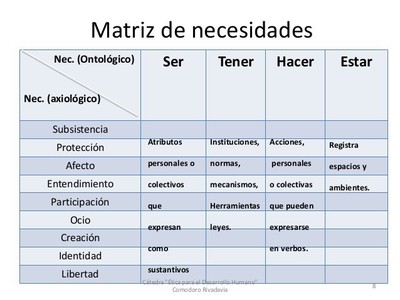 Matriz de necesidades
Nec. (Ontológico)
Nec. (axiológico)
Ser
Tener
Hacer
Estar
Subsistencia
Protección
Afecto
Entendimiento
Participación
Ocio
Creación
Identidad
Libertad
Atributos
personales o
colectivos
que
expresan
como
sustantivos
Instituciones,
normas,
mecanismos,
Herramientas
leyes.
Acciones,
personales
o colectivas
que pueden
expresarse
en verbos.
Registra
espacios y
ambientes.
Cátedra "Ética para el Desarrollo Humano"
Comodoro Rivadavia
8